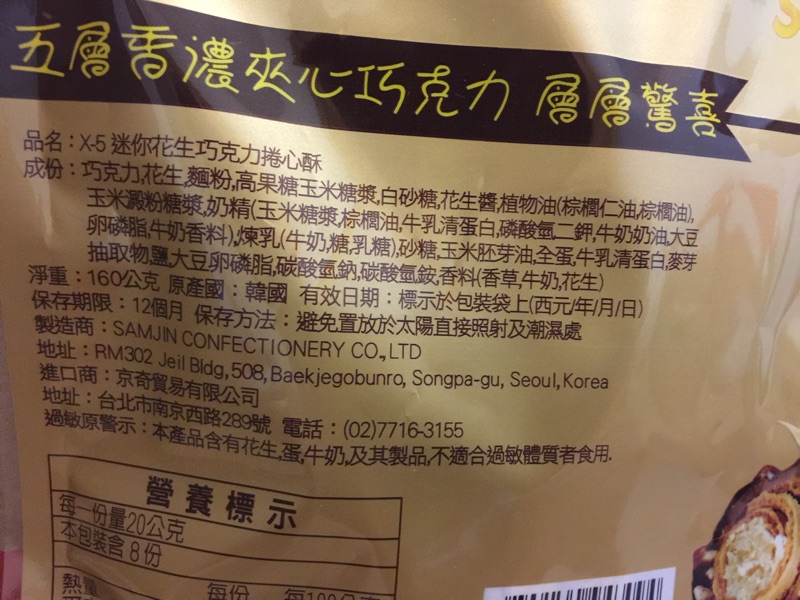 五層香濃夾心巧克力 層層驚喜
品名：X-5 迷你花生巧克力捲心酥
成份：巧克力,花生,麵粉,高果糖玉米糖漿,白砂糖,花生醬,植物油(棕櫚仁油,棕櫚油),
玉米澱粉糖漿,奶精(玉米糖漿,棕櫚油,牛乳清蛋白,磷酸氫二鉀,牛奶奶油,大豆
卵磷脂,牛奶香料),煉乳(牛奶,糖,乳糖),砂糖,玉米胚芽油,全蛋,牛乳清蛋白,麥芽
抽取物,鹽,大豆卵磷脂,碳酸氫鈉,碳酸氫銨,香料(香草,牛奶,花生)
淨重：160公克 原產國：韓國 有效日期：標示於包裝袋上(西元/年/月/日)
保存期限：12個月 保存方法：避免置放於太陽直接照射及潮濕處
製造商：SAMJIN CONFECTIONERY CO.,LTD
地址：RM302 Jeil Bldg, 508, Baekjegobunro, Songpa-gu, Seoul, Korea
進口商：京奇貿易有限公司
地址：台北市南京西路289號 電話：(02)7716-3155
過敏原警示：本產品含有花生,蛋,牛奶,及其製品,不適合過敏體質者食用.
營養標示
每一份量20公克
本包裝含 8 份
熱量 每份 每100公克